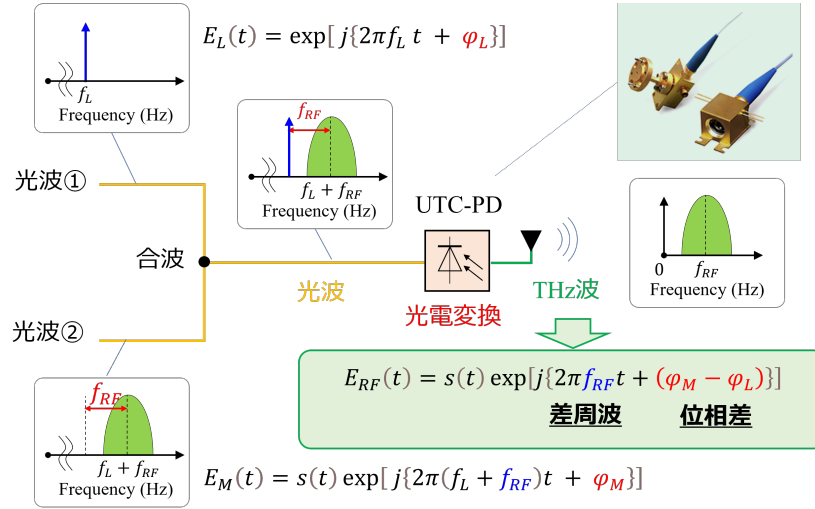 E_L(t) = exp[j{2πf_L t + φ_L}]
f_L
Frequency (Hz)
f_RF
f_L + f_RF
Frequency (Hz)
光波①
UTC-PD
合波
光波
光電変換
THz波
0
f_RF
Frequency (Hz)
光波②
E_RF(t) = s(t) exp[j{2πf_RF t + (φ_M − φ_L)}]
差周波 位相差
f_RF
f_L + f_RF
Frequency (Hz)
E_M(t) = s(t) exp[j{2π(f_L + f_RF)t + φ_M}]